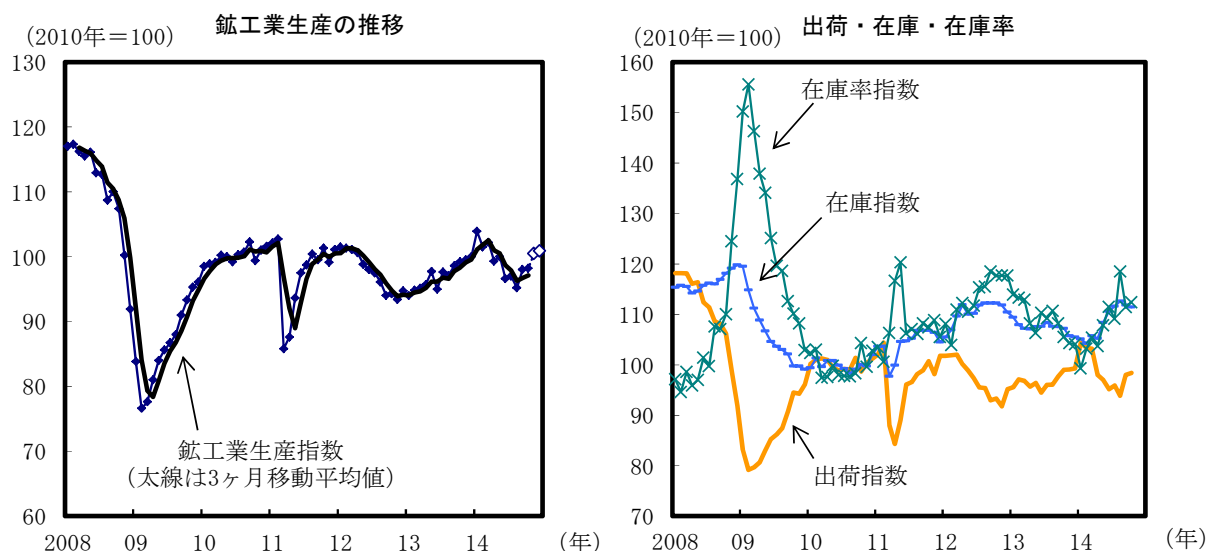 鉱工業生産の推移
(2010年＝100)
130
120
110
100
90
80
70
60
鉱工業生産指数
(太線は3ヶ月移動平均値)
2008 09 10 11 12 13 14 (年)
出荷・在庫・在庫率
(2010年＝100)
160
150
140
130
120
110
100
90
80
70
60
在庫率指数
在庫指数
出荷指数
2008 09 10 11 12 13 14 (年)